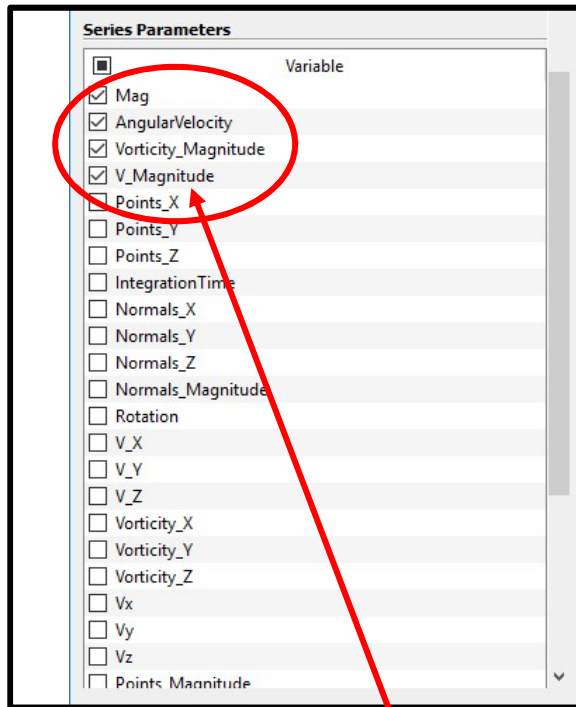 Series Parameters
Variable
Mag
AngularVelocity
Vorticity_Magnitude
V_Magnitude
Points_X
Points_Y
Points_Z
IntegrationTime
Normals_X
Normals_Y
Normals_Z
Normals_Magnitude
Rotation
V_X
V_Y
V_Z
Vorticity_X
Vorticity_Y
Vorticity_Z
Vx
Vy
Vz
Points_Magnitude